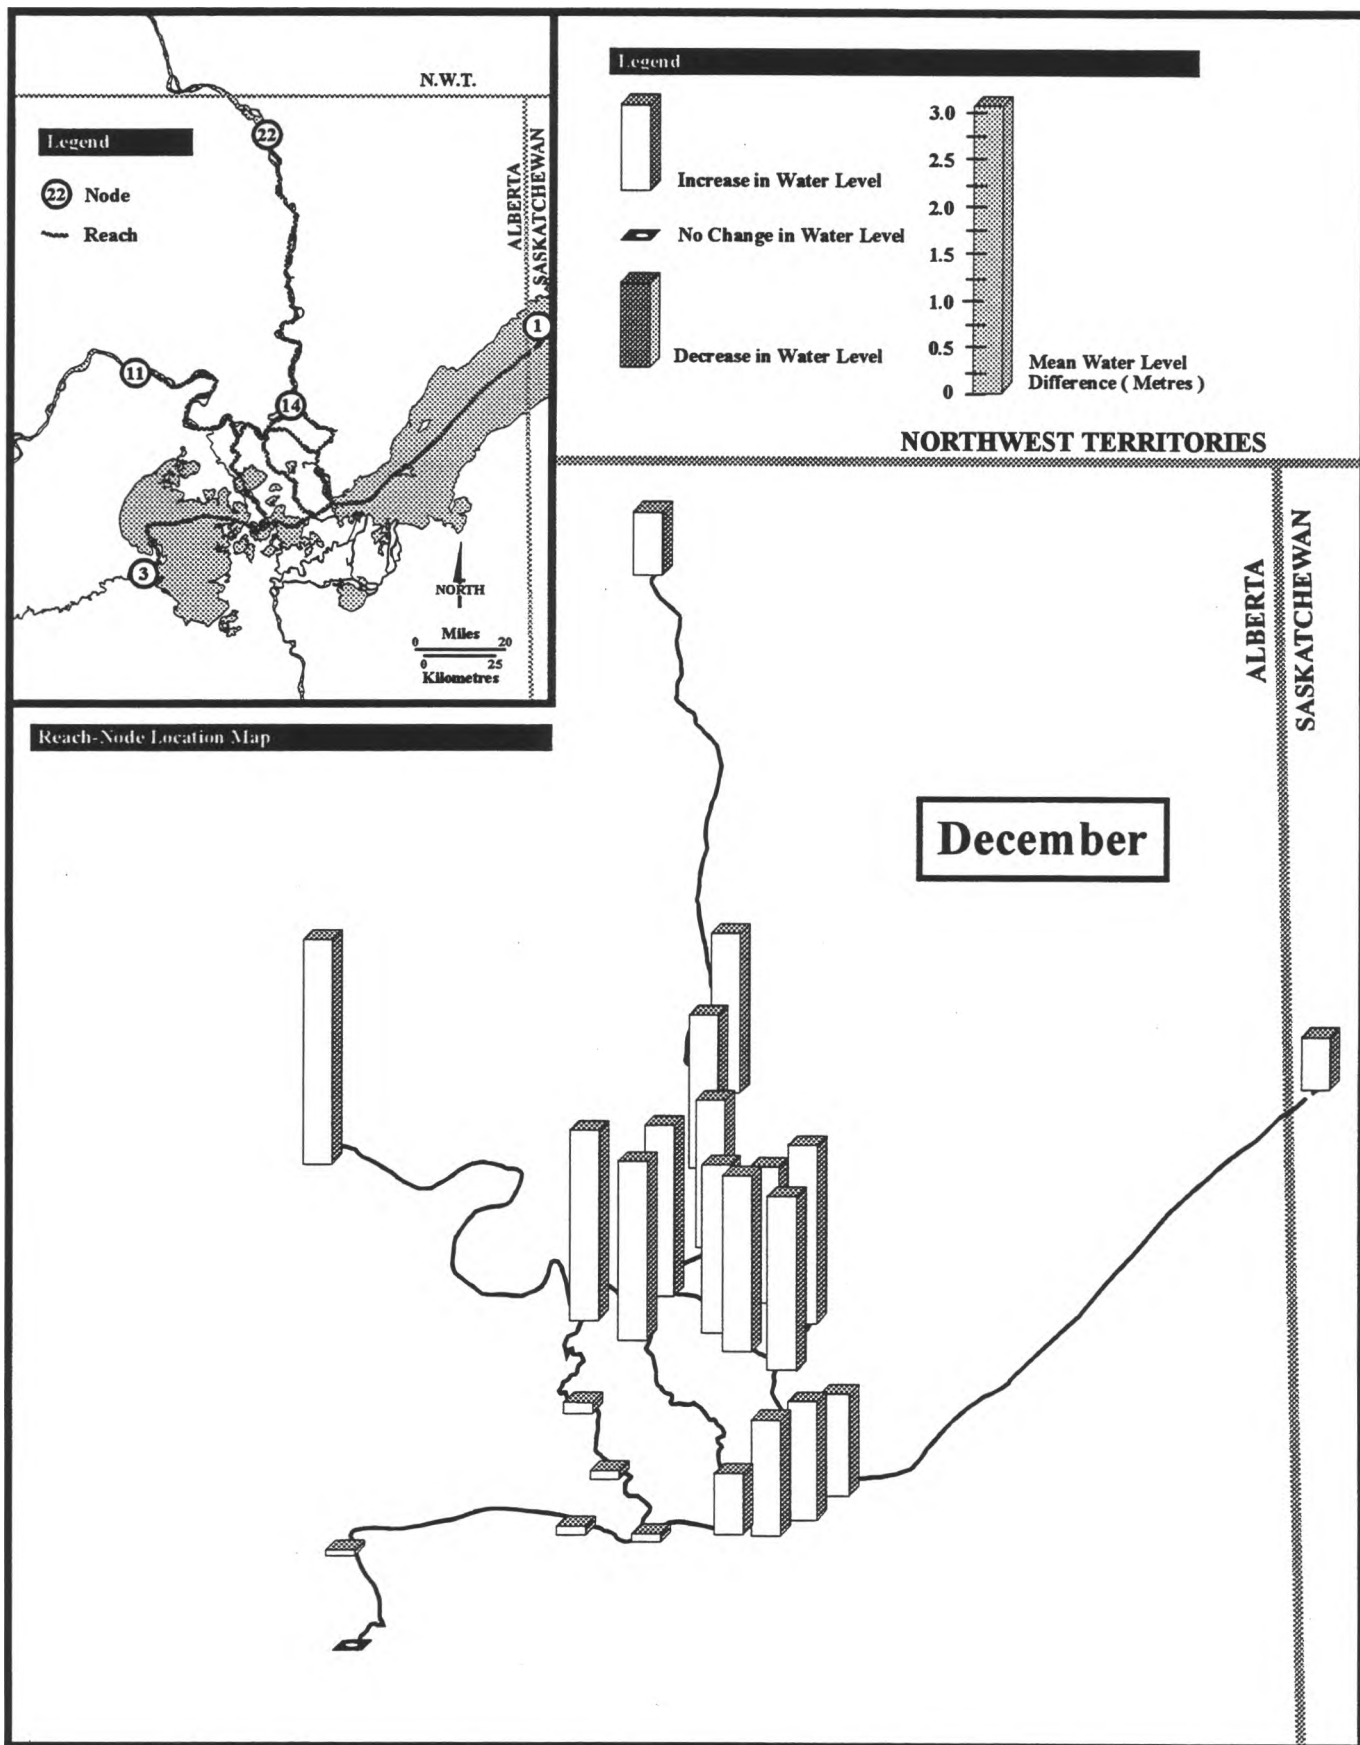 N.W.T.
Legend
22
22 Node
Reach
ALBERTA
SASKATCHEWAN
1
11
14
3
NORTH
Miles
0 20
0 25
Kilometres
Reach-Node Location Map
Legend
Increase in Water Level
No Change in Water Level
Decrease in Water Level
3.0
2.5
2.0
1.5
1.0
0.5
0
Mean Water Level
Difference ( Metres )
NORTHWEST TERRITORIES
ALBERTA
SASKATCHEWAN
December